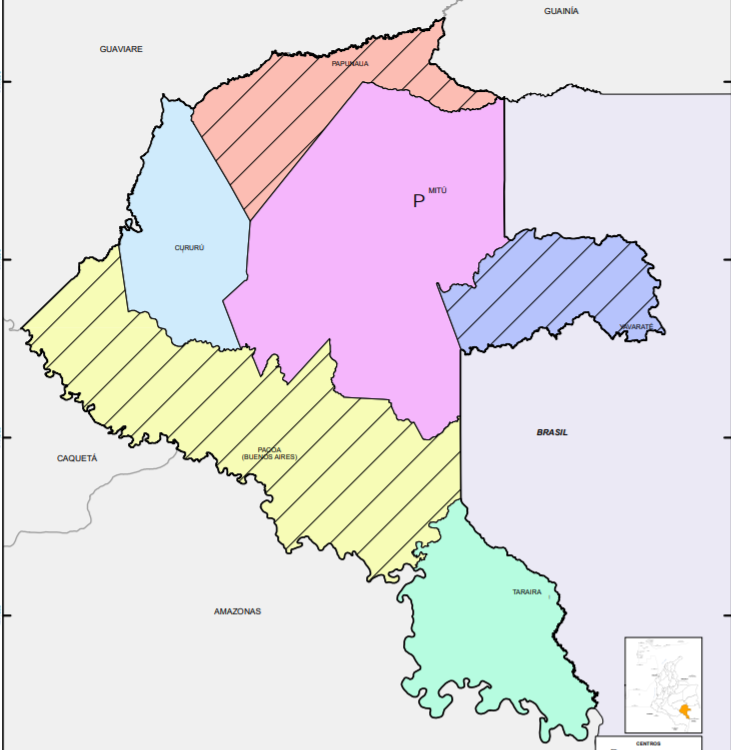 GUAINÍA
GUAVIARE
PAPUNAUA
MITÚ
P
CURURÚ
YAVARATÉ
BRASIL
PACOA
(BUENOS AIRES)
CAQUETÁ
TARAIRA
AMAZONAS
CENTROS